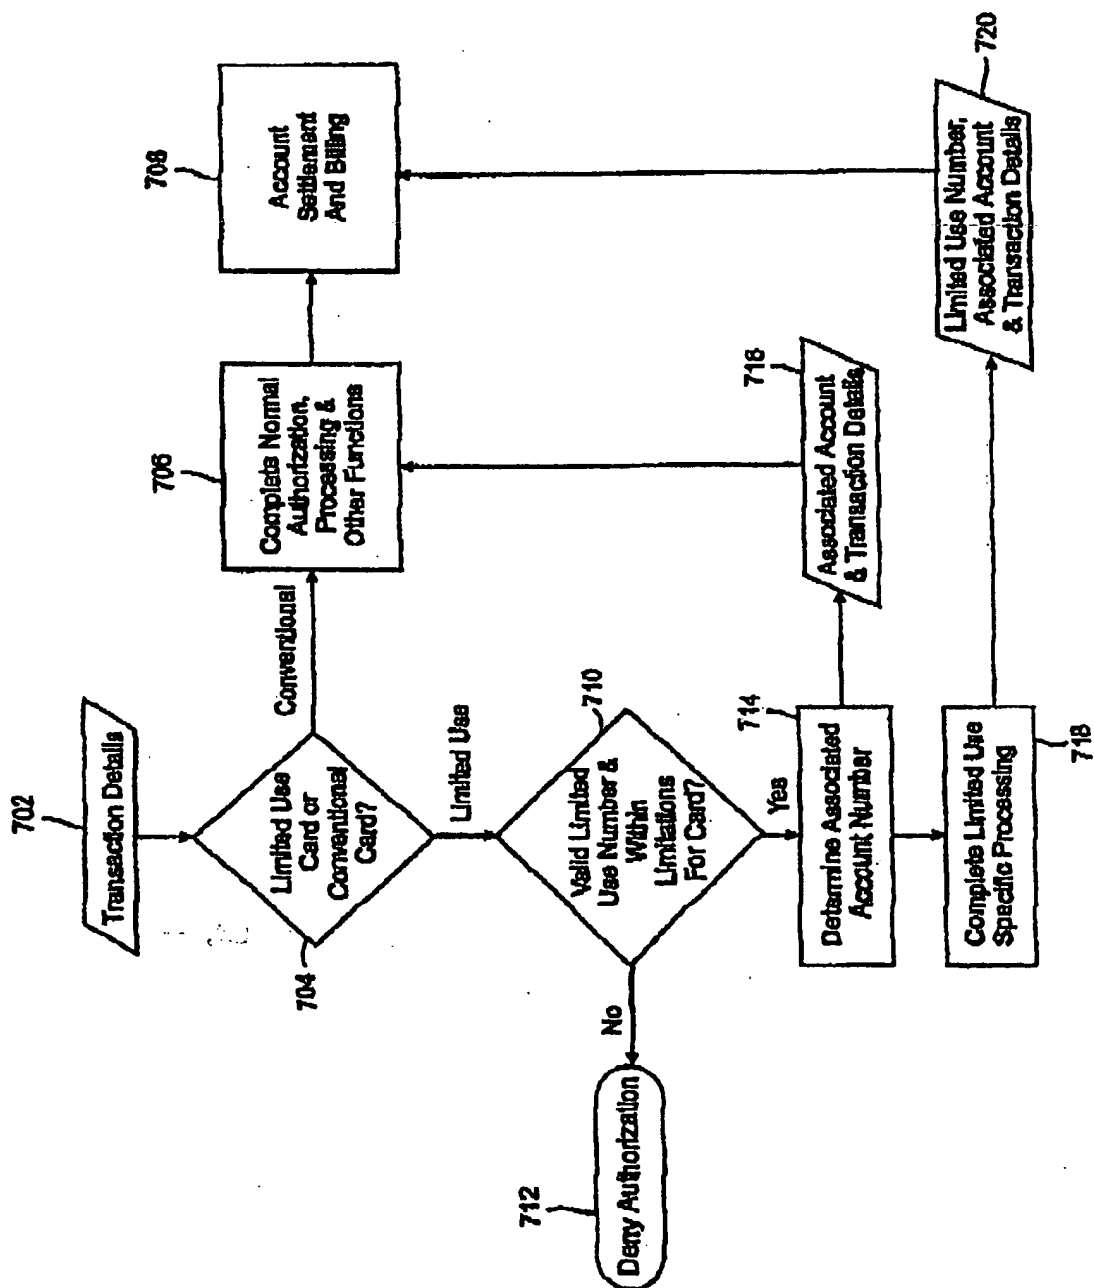 702
Transaction Details
704
Limited Use
Card or
Conventional
Card?
Conventional
706
Complete Normal
Authorization,
Processing &
Other Functions
708
Account
Settlement
And Billing
Limited Use
710
Valid Limited
Use Number &
Within
Limitations
For Card?
No
712
Deny Authorization
Yes
714
Determine Associated
Account Number
716
Associated Account
& Transaction Details
Complete Limited Use
Specific Processing
718
720
Limited Use Number,
Associated Account
& Transaction Details